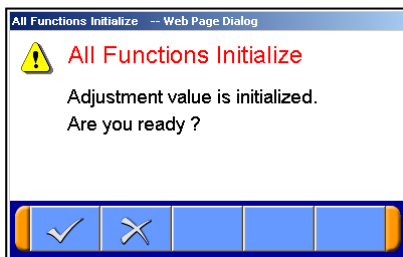 All Functions Initialize -- Web Page Dialog
All Functions Initialize
Adjustment value is initialized.
Are you ready ?